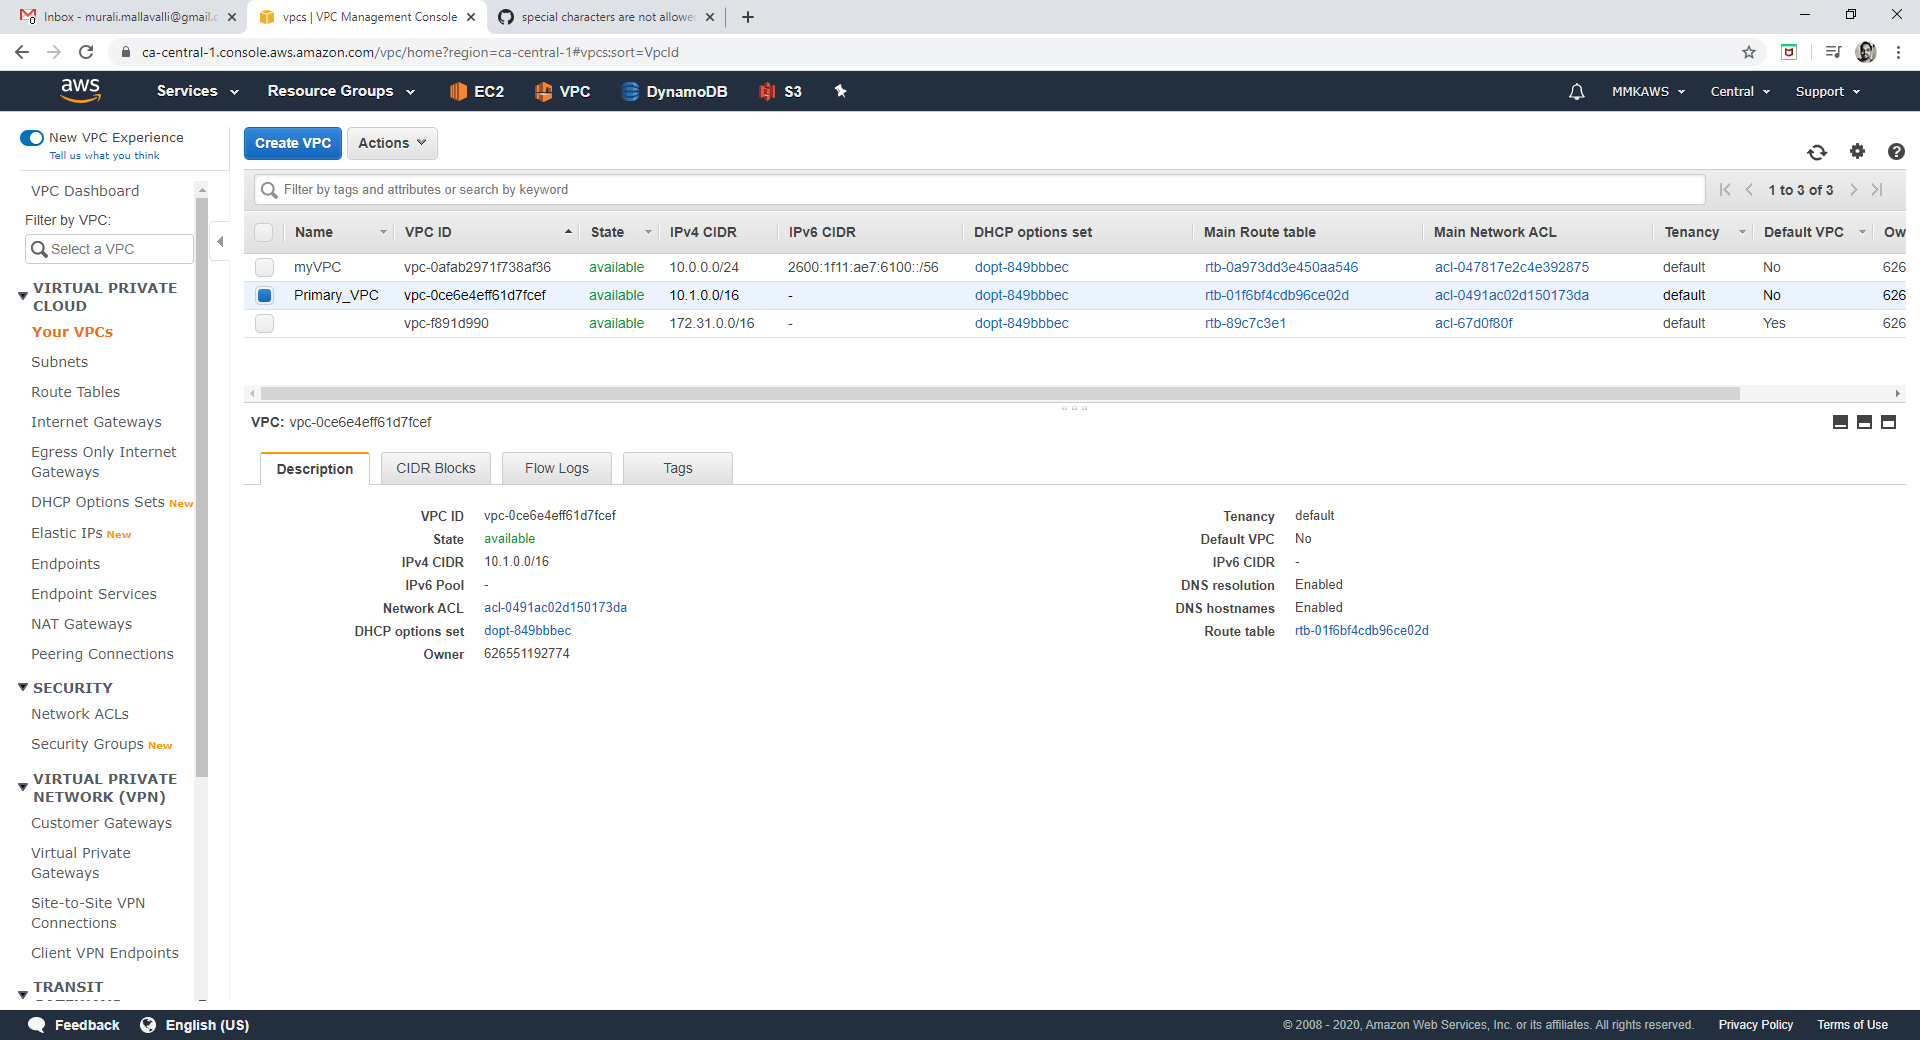 Inbox - murali.mallavalli@gmail.c
vpcs | VPC Management Console
special characters are not allowe
ca-central-1.console.aws.amazon.com/vpc/home?region=ca-central-1#vpcs:sort=VpcId
aws
Services
Resource Groups
EC2
VPC
DynamoDB
S3
MMKAWS
Central
Support
New VPC Experience
Tell us what you think
VPC Dashboard
Filter by VPC:
Select a VPC
VIRTUAL PRIVATE
CLOUD
Your VPCs
Subnets
Route Tables
Internet Gateways
Egress Only Internet
Gateways
DHCP Options Sets New
Elastic IPs New
Endpoints
Endpoint Services
NAT Gateways
Peering Connections
SECURITY
Network ACLs
Security Groups New
VIRTUAL PRIVATE
NETWORK (VPN)
Customer Gateways
Virtual Private
Gateways
Site-to-Site VPN
Connections
Client VPN Endpoints
TRANSIT
Create VPC
Actions
Filter by tags and attributes or search by keyword
1 to 3 of 3
Name VPC ID State IPv4 CIDR IPv6 CIDR DHCP options set Main Route table Main Network ACL Tenancy Default VPC Ow
myVPC vpc-0afab2971f738af36 available 10.0.0.0/24 2600:1f11:ae7:6100::/56 dopt-849bbbec rtb-0a973dd3e450aa546 acl-047817e2c4e392875 default No 626
Primary_VPC vpc-0ce6e4eff61d7fcef available 10.1.0.0/16 - dopt-849bbbec rtb-01f6bf4cdb96ce02d acl-0491ac02d150173da default No 626
vpc-f891d990 available 172.31.0.0/16 - dopt-849bbbec rtb-89c7c3e1 acl-67d0f80f default Yes 626
VPC: vpc-0ce6e4eff61d7fcef
Description
CIDR Blocks
Flow Logs
Tags
VPC ID vpc-0ce6e4eff61d7fcef
State available
IPv4 CIDR 10.1.0.0/16
IPv6 Pool -
Network ACL acl-0491ac02d150173da
DHCP options set dopt-849bbbec
Owner 626551192774
Tenancy default
Default VPC No
IPv6 CIDR -
DNS resolution Enabled
DNS hostnames Enabled
Route table rtb-01f6bf4cdb96ce02d
Feedback
English (US)
© 2008 - 2020, Amazon Web Services, Inc. or its affiliates. All rights reserved.
Privacy Policy
Terms of Use